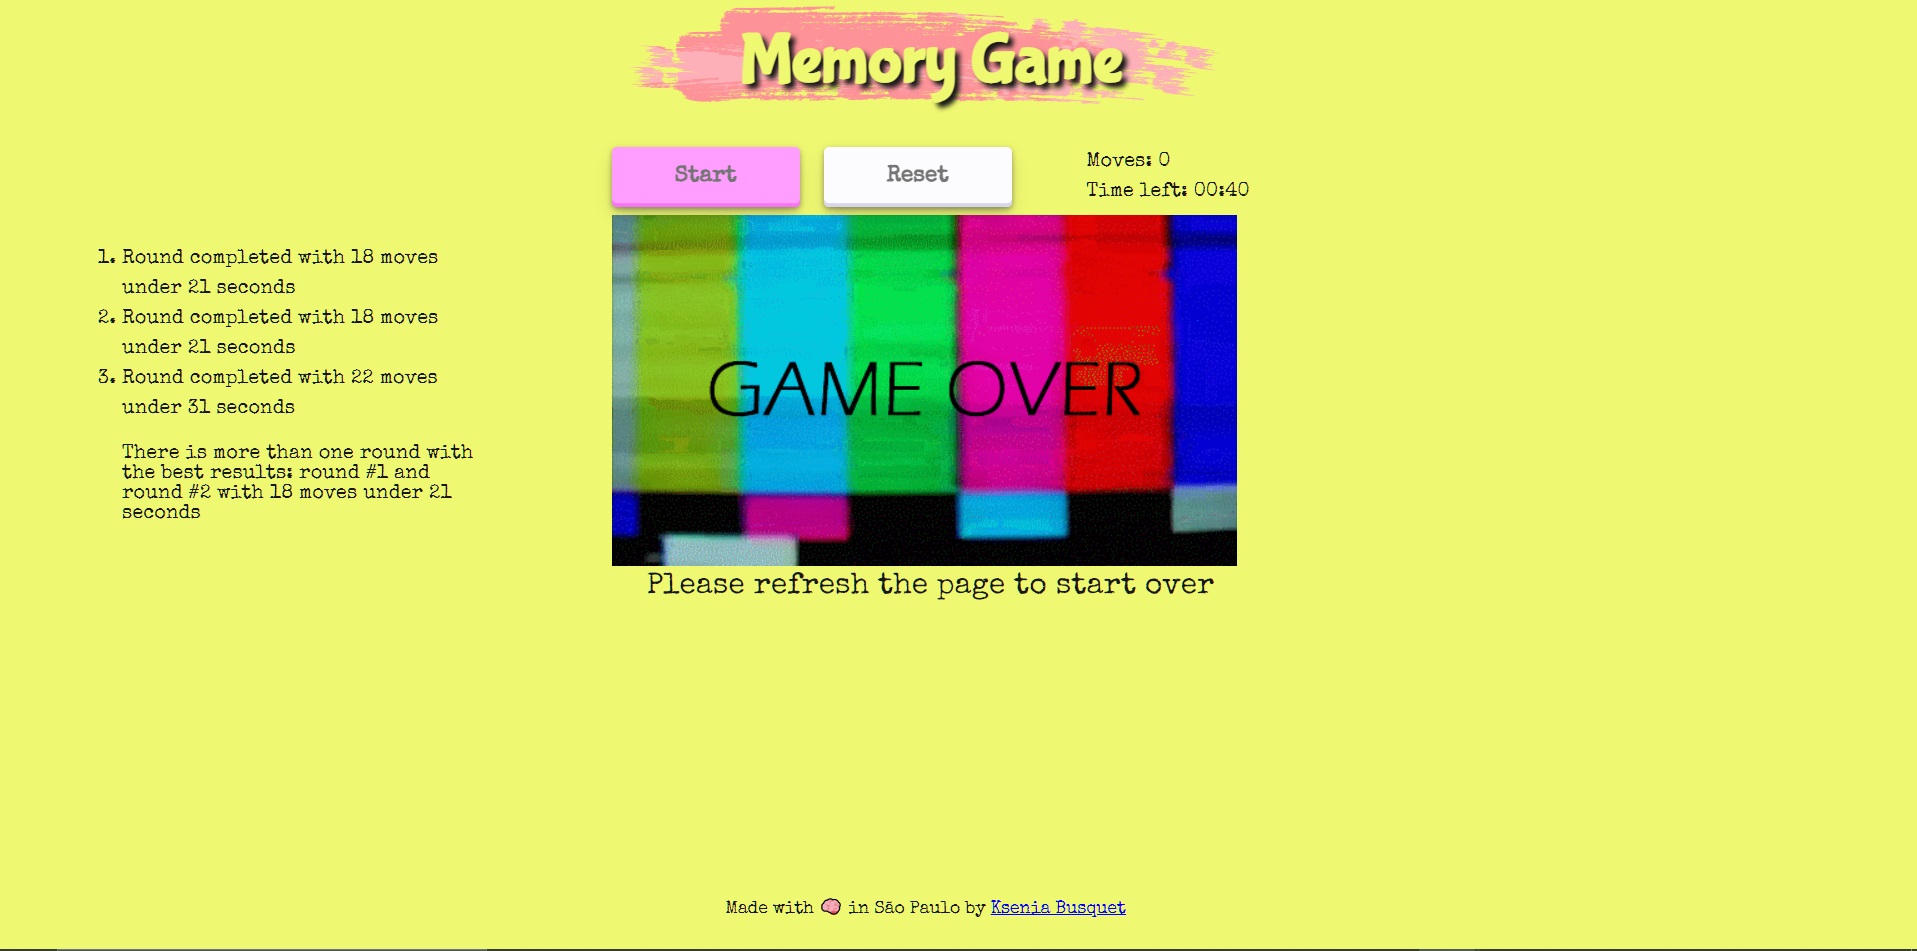 Memory Game
Start
Reset
Moves: 0
Time left: 00:40
1. Round completed with 18 moves
under 21 seconds
2. Round completed with 18 moves
under 21 seconds
3. Round completed with 22 moves
under 31 seconds
There is more than one round with
the best results: round #1 and
round #2 with 18 moves under 21
seconds
GAME OVER
Please refresh the page to start over
Made with 🧠 in São Paulo by Ksenia Busquet